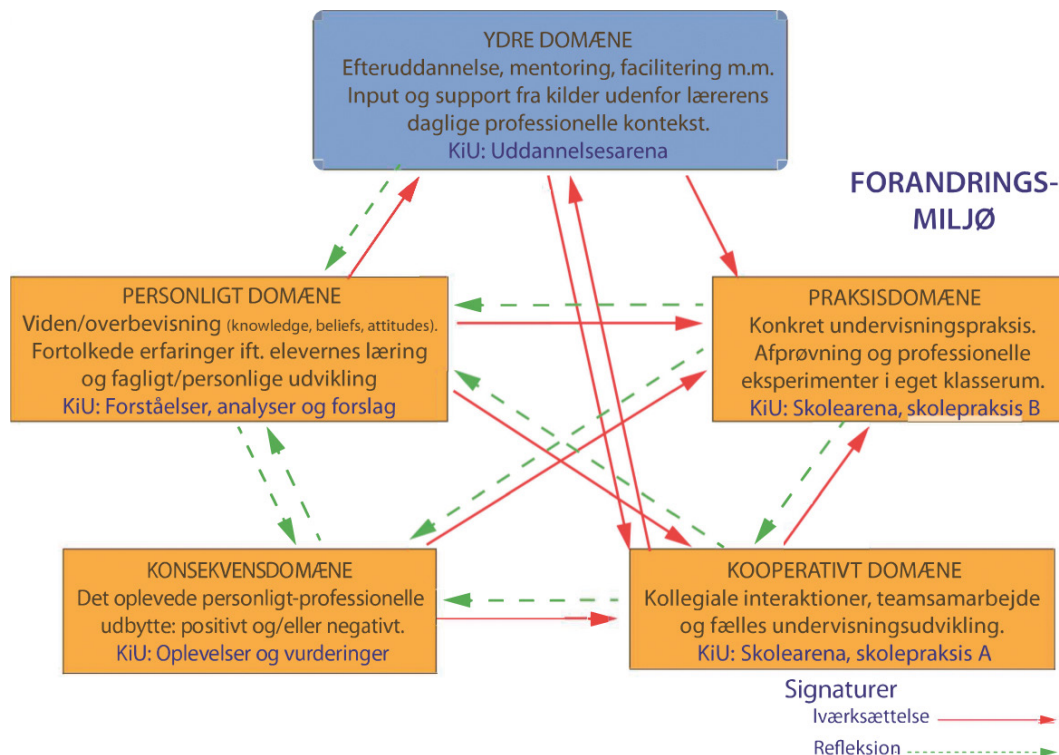 YDRE DOMÆNE
Efteruddannelse, mentoring, facilitering m.m.
Input og support fra kilder udenfor lærerens
daglige professionelle kontekst.
KiU: Uddannelsesarena
FORANDRINGS-
MILJØ
PERSONLIGT DOMÆNE
Viden/overbevisning (knowledge, beliefs, attitudes).
Fortolkede erfaringer ift. elevernes læring
og fagligt/personlige udvikling
KiU: Forståelser, analyser og forslag
PRAKSISDOMÆNE
Konkret undervisningspraksis.
Afprøvning og professionelle
eksperimenter i eget klasserum.
KiU: Skolearena, skolepraksis B
KONSEKVENSDOMÆNE
Det oplevede personligt-professionelle
udbytte: positivt og/eller negativt.
KiU: Oplevelser og vurderinger
KOOPERATIVT DOMÆNE
Kollegiale interaktioner, teamsamarbejde
og fælles undervisningsudvikling.
KiU: Skolearena, skolepraksis A
Signaturer
Iværksættelse
Refleksion